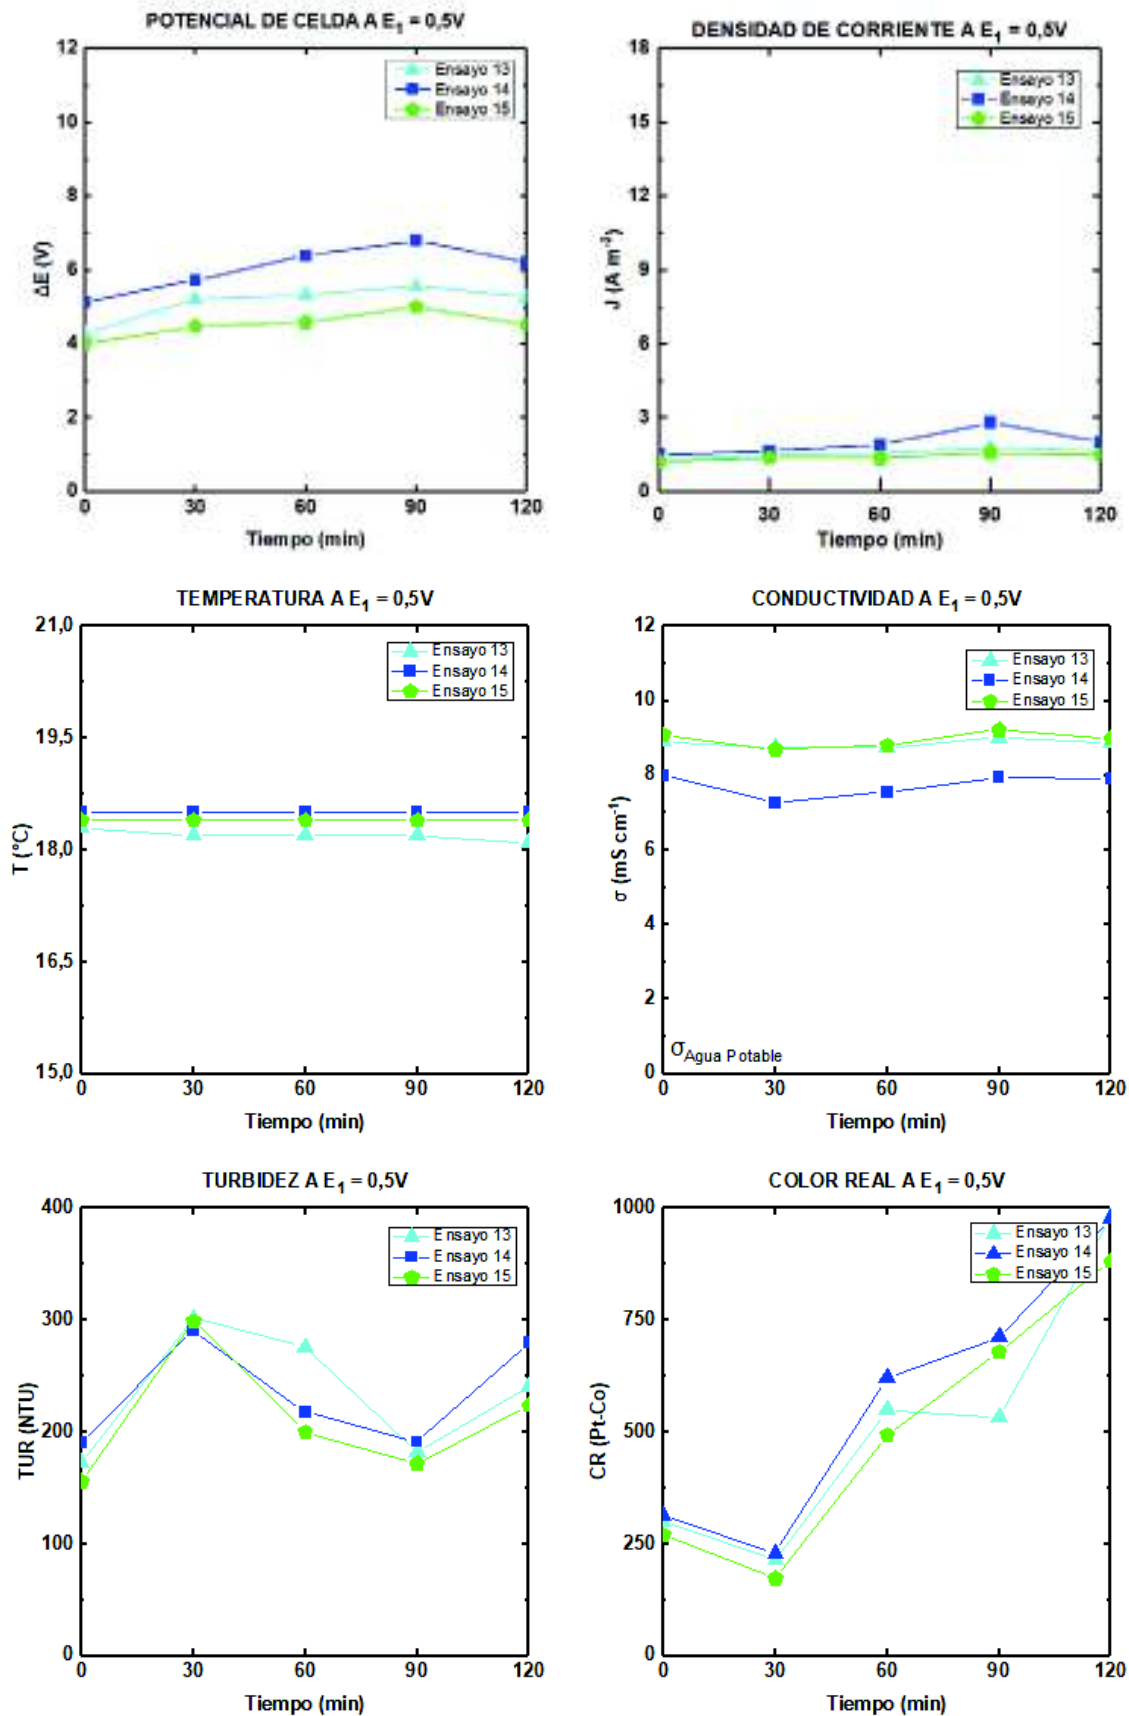 POTENCIAL DE CELDA A E1 = 0,5V
12
10
8
6
4
2
0
ΔE (V)
Ensayo 13
Ensayo 14
Ensayo 15
0 30 60 90 120
Tiempo (min)
DENSIDAD DE CORRIENTE A E1 = 0,5V
18
15
12
9
6
3
0
J (A m-2)
Ensayo 13
Ensayo 14
Ensayo 15
0 30 60 90 120
Tiempo (min)
TEMPERATURA A E1 = 0,5V
21,0
19,5
18,0
16,5
15,0
T (°C)
Ensayo 13
Ensayo 14
Ensayo 15
0 30 60 90 120
Tiempo (min)
CONDUCTIVIDAD A E1 = 0,5V
12
10
8
6
4
2
0
σ (mS cm-1)
Ensayo 13
Ensayo 14
Ensayo 15
σAgua Potable
0 30 60 90 120
Tiempo (min)
TURBIDEZ A E1 = 0,5V
400
300
200
100
0
TUR (NTU)
Ensayo 13
Ensayo 14
Ensayo 15
0 30 60 90 120
Tiempo (min)
COLOR REAL A E1 = 0,5V
1000
750
500
250
0
CR (Pt-Co)
Ensayo 13
Ensayo 14
Ensayo 15
0 30 60 90 120
Tiempo (min)